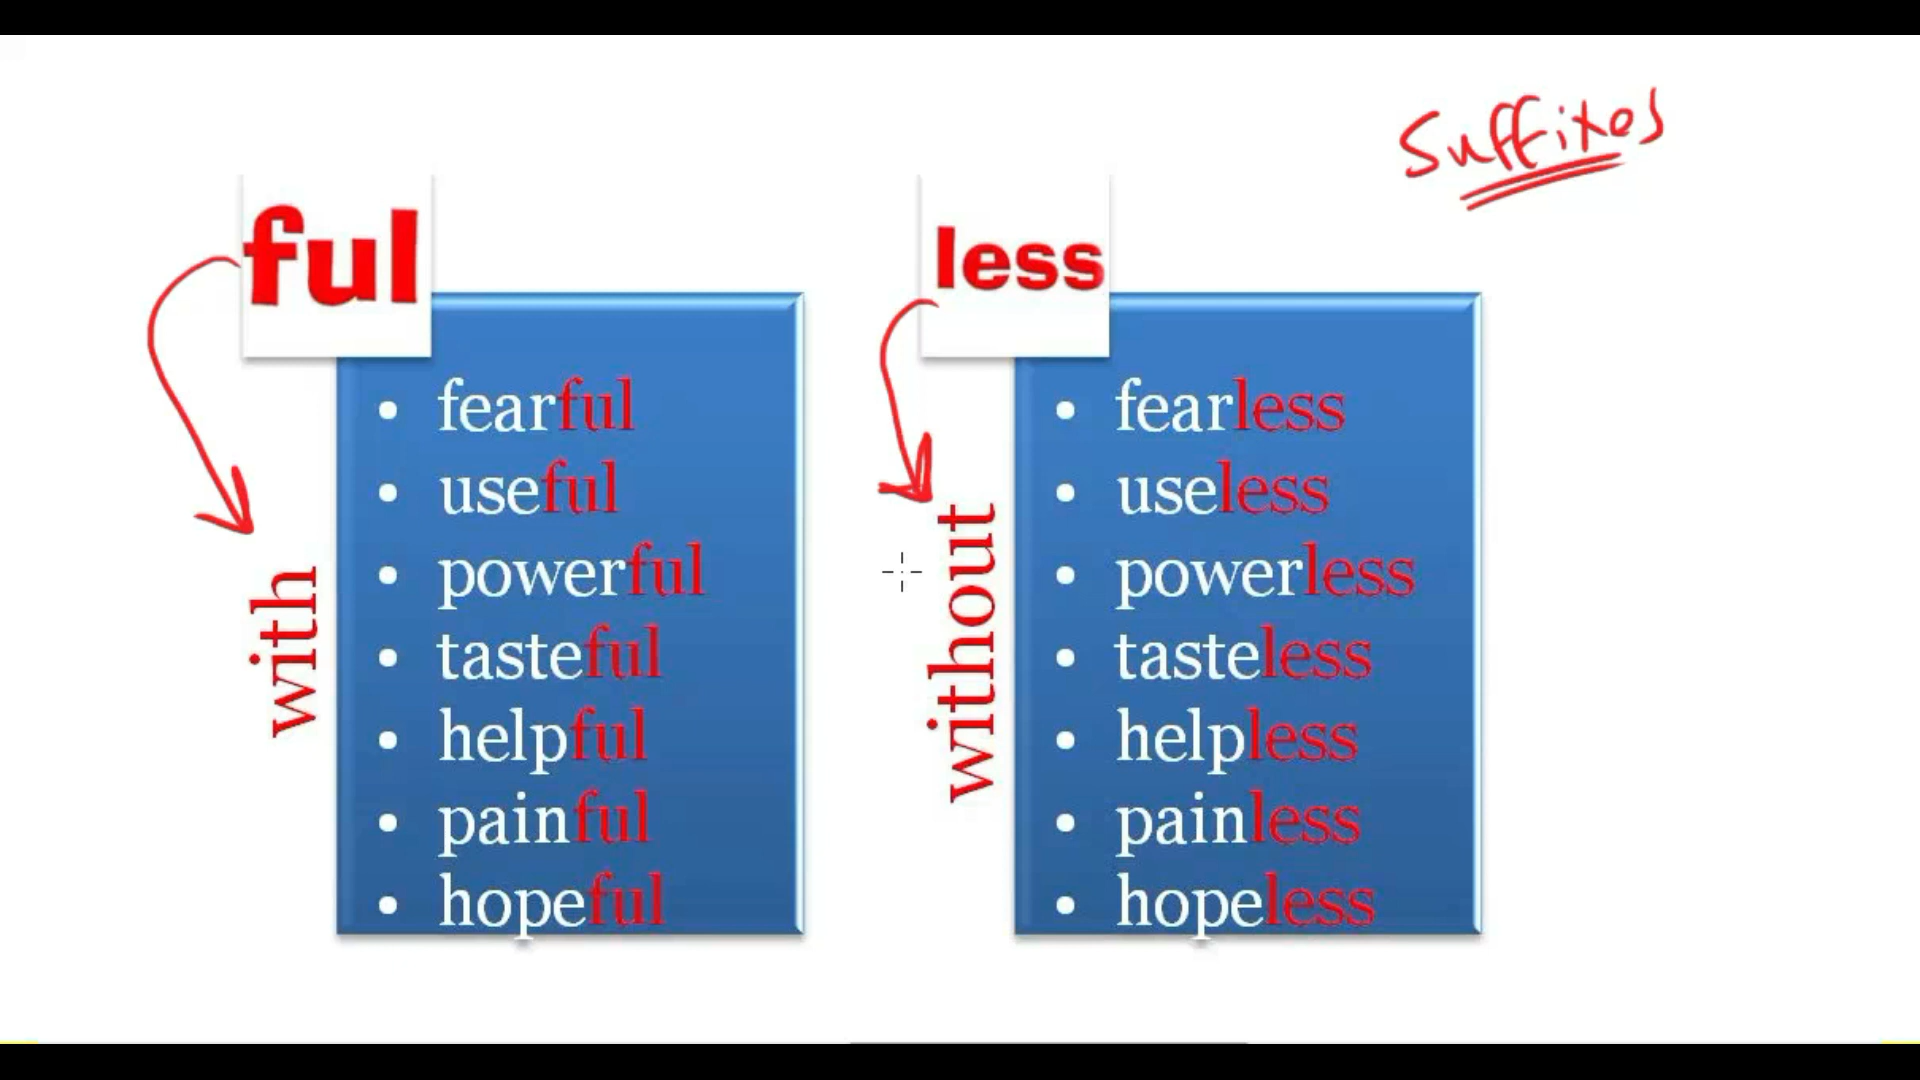 Suffixes
ful
with
fearful
useful
powerful
tasteful
helpful
painful
hopeful
less
without
fearless
useless
powerless
tasteless
helpless
painless
hopeless